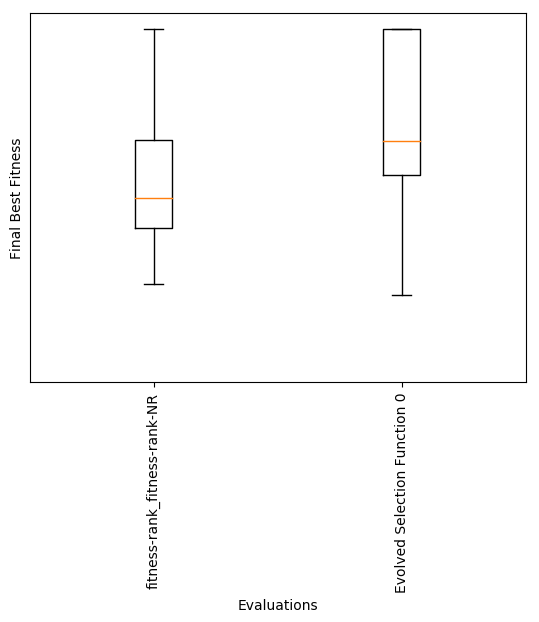 Final Best Fitness
fitness-rank_fitness-rank-NR
Evolved Selection Function 0
Evaluations